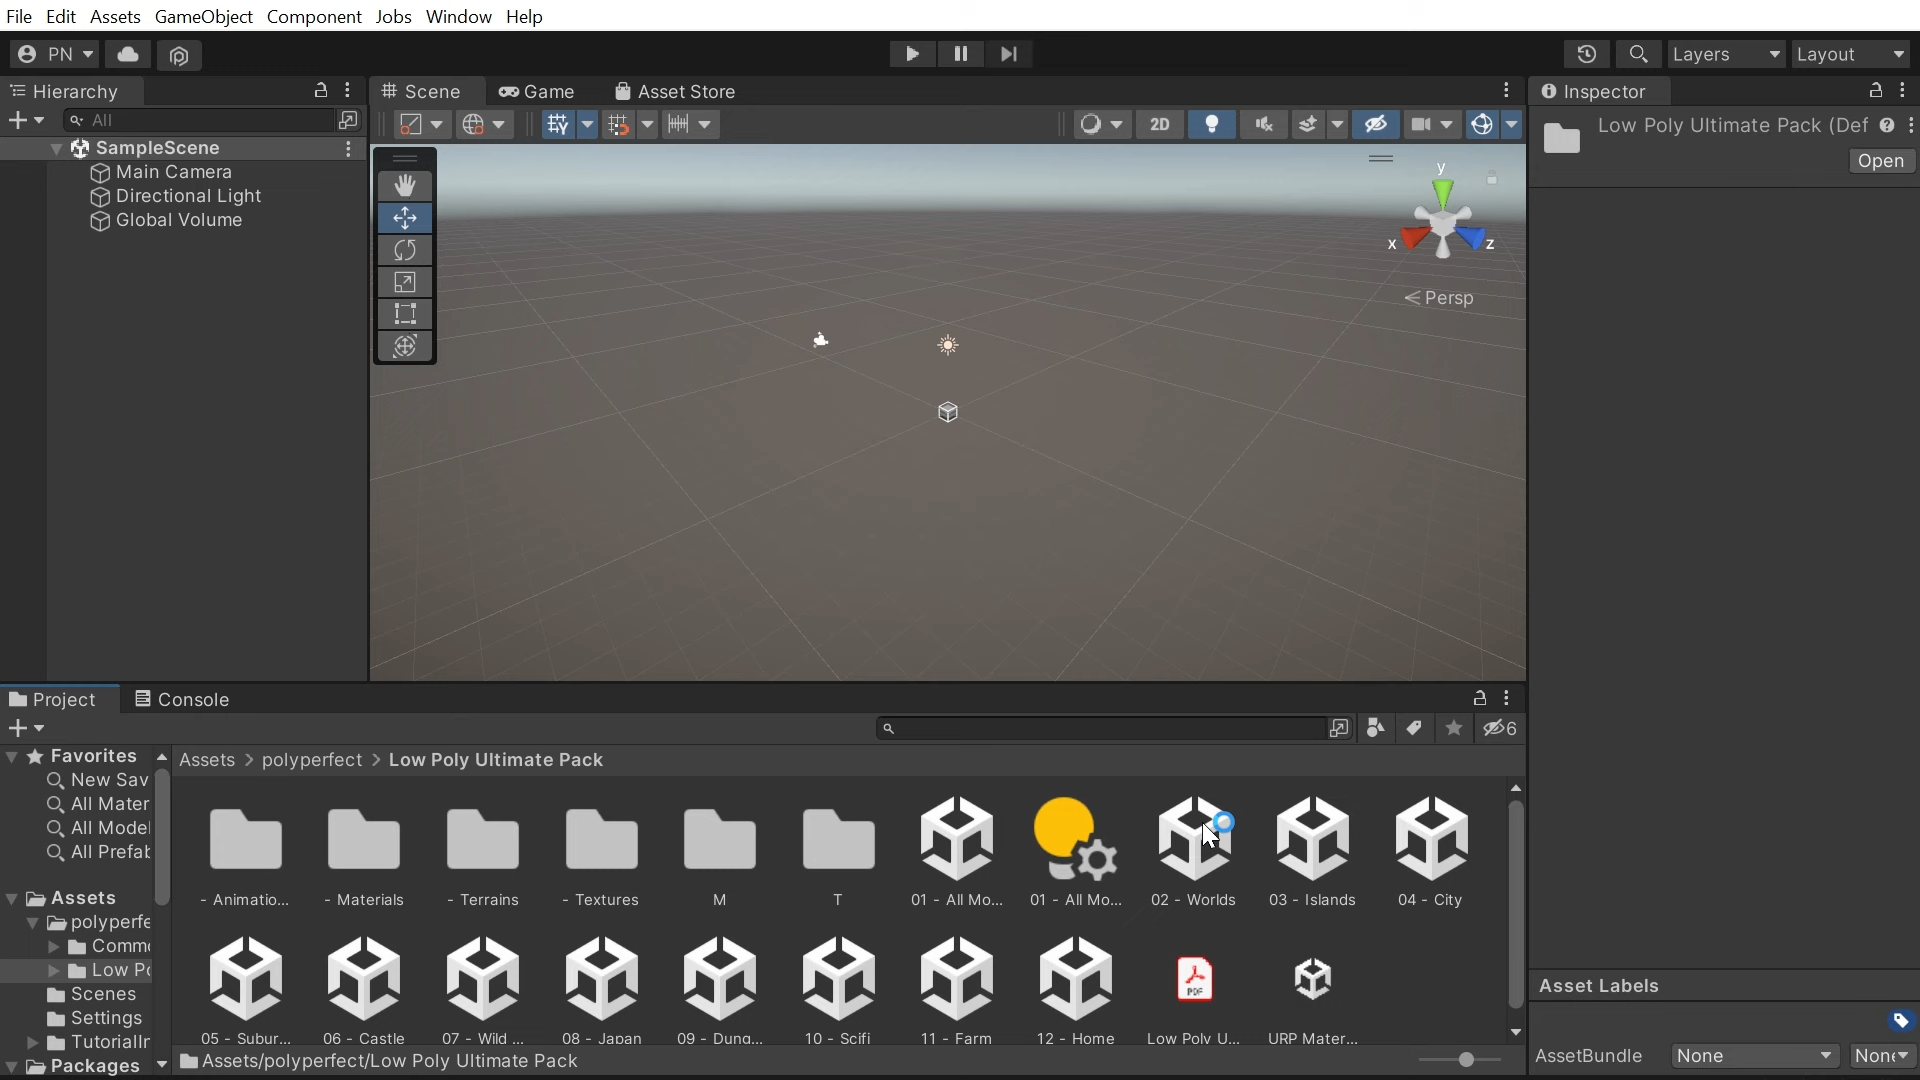 File Edit Assets GameObject Component Jobs Window Help
PN
Layers
Layout
Hierarchy
Scene
Game
Asset Store
Inspector
All
2D
Low Poly Ultimate Pack (Def
Open
SampleScene
Main Camera
Directional Light
Global Volume
y
x
z
Persp
Project
Console
6
Favorites
New Sav
All Mater
All Model
All Prefab
Assets
polyperfe
Commo
Low Po
Scenes
Settings
TutorialIn
Packages
Assets > polyperfect > Low Poly Ultimate Pack
- Animatio...
- Materials
- Terrains
- Textures
M
T
01 - All Mo...
01 - All Mo...
02 - Worlds
03 - Islands
04 - City
05 - Subur...
06 - Castle
07 - Wild ...
08 - Japan
09 - Dung...
10 - Scifi
11 - Farm
12 - Home
PDF
Low Poly U...
URP Mater...
Assets/polyperfect/Low Poly Ultimate Pack
Asset Labels
AssetBundle
None
None